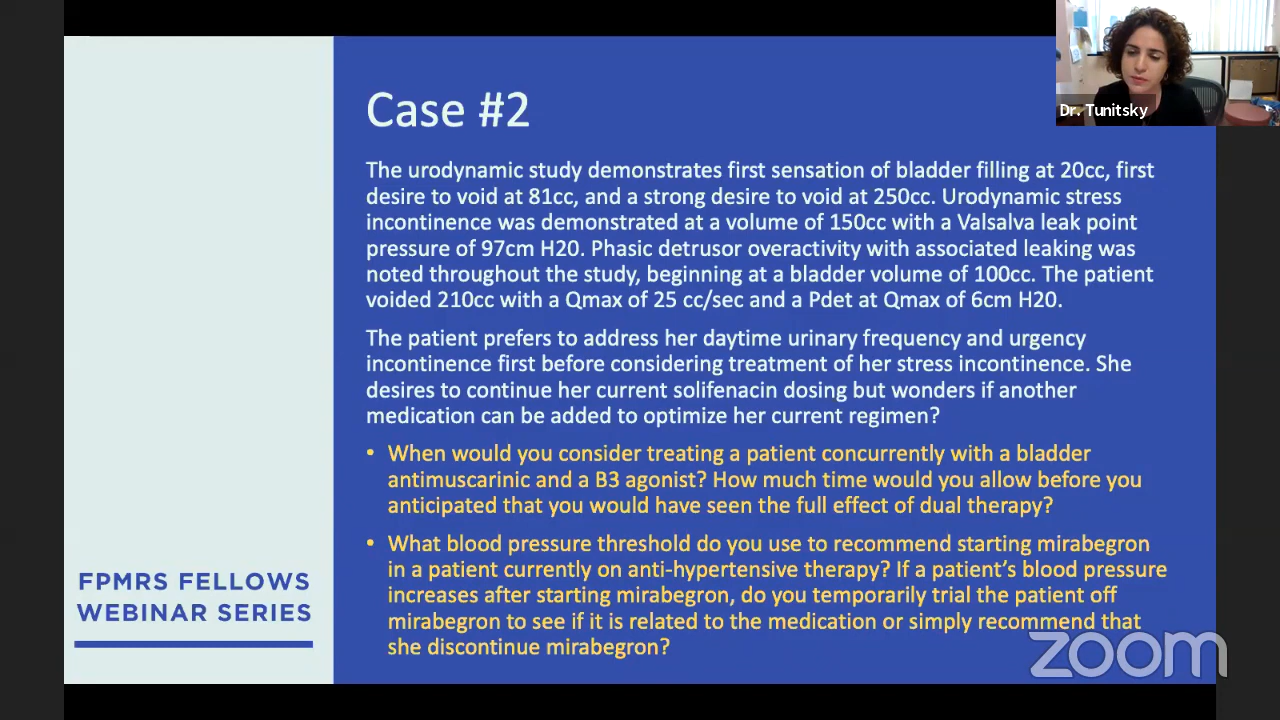 Case #2
The urodynamic study demonstrates first sensation of bladder filling at 20cc, first
desire to void at 81cc, and a strong desire to void at 250cc. Urodynamic stress
incontinence was demonstrated at a volume of 150cc with a Valsalva leak point
pressure of 97cm H20. Phasic detrusor overactivity with associated leaking was
noted throughout the study, beginning at a bladder volume of 100cc. The patient
voided 210cc with a Qmax of 25 cc/sec and a Pdet at Qmax of 6cm H20.
The patient prefers to address her daytime urinary frequency and urgency
incontinence first before considering treatment of her stress incontinence. She
desires to continue her current solifenacin dosing but wonders if another
medication can be added to optimize her current regimen?
• When would you consider treating a patient concurrently with a bladder
antimuscarinic and a B3 agonist? How much time would you allow before you
anticipated that you would have seen the full effect of dual therapy?
• What blood pressure threshold do you use to recommend starting mirabegron
in a patient currently on anti-hypertensive therapy? If a patient’s blood pressure
increases after starting mirabegron, do you temporarily trial the patient off
mirabegron to see if it is related to the medication or simply recommend that
she discontinue mirabegron?
FPMRS FELLOWS
WEBINAR SERIES
Dr. Tunitsky
zoom